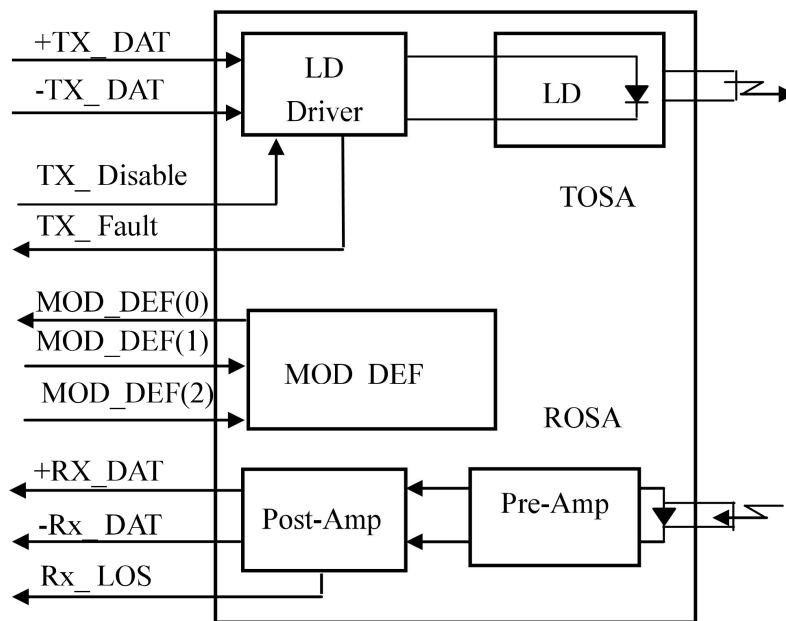 +TX_ DAT
LD
Driver
-TX_ DAT
LD
TX_ Disable
TOSA
TX_ Fault
MOD_DEF(0)
MOD_DEF(1)
MOD DEF
MOD_DEF(2)
ROSA
+RX_DAT
Pre-Amp
Post-Amp
-Rx_ DAT
Rx_ LOS